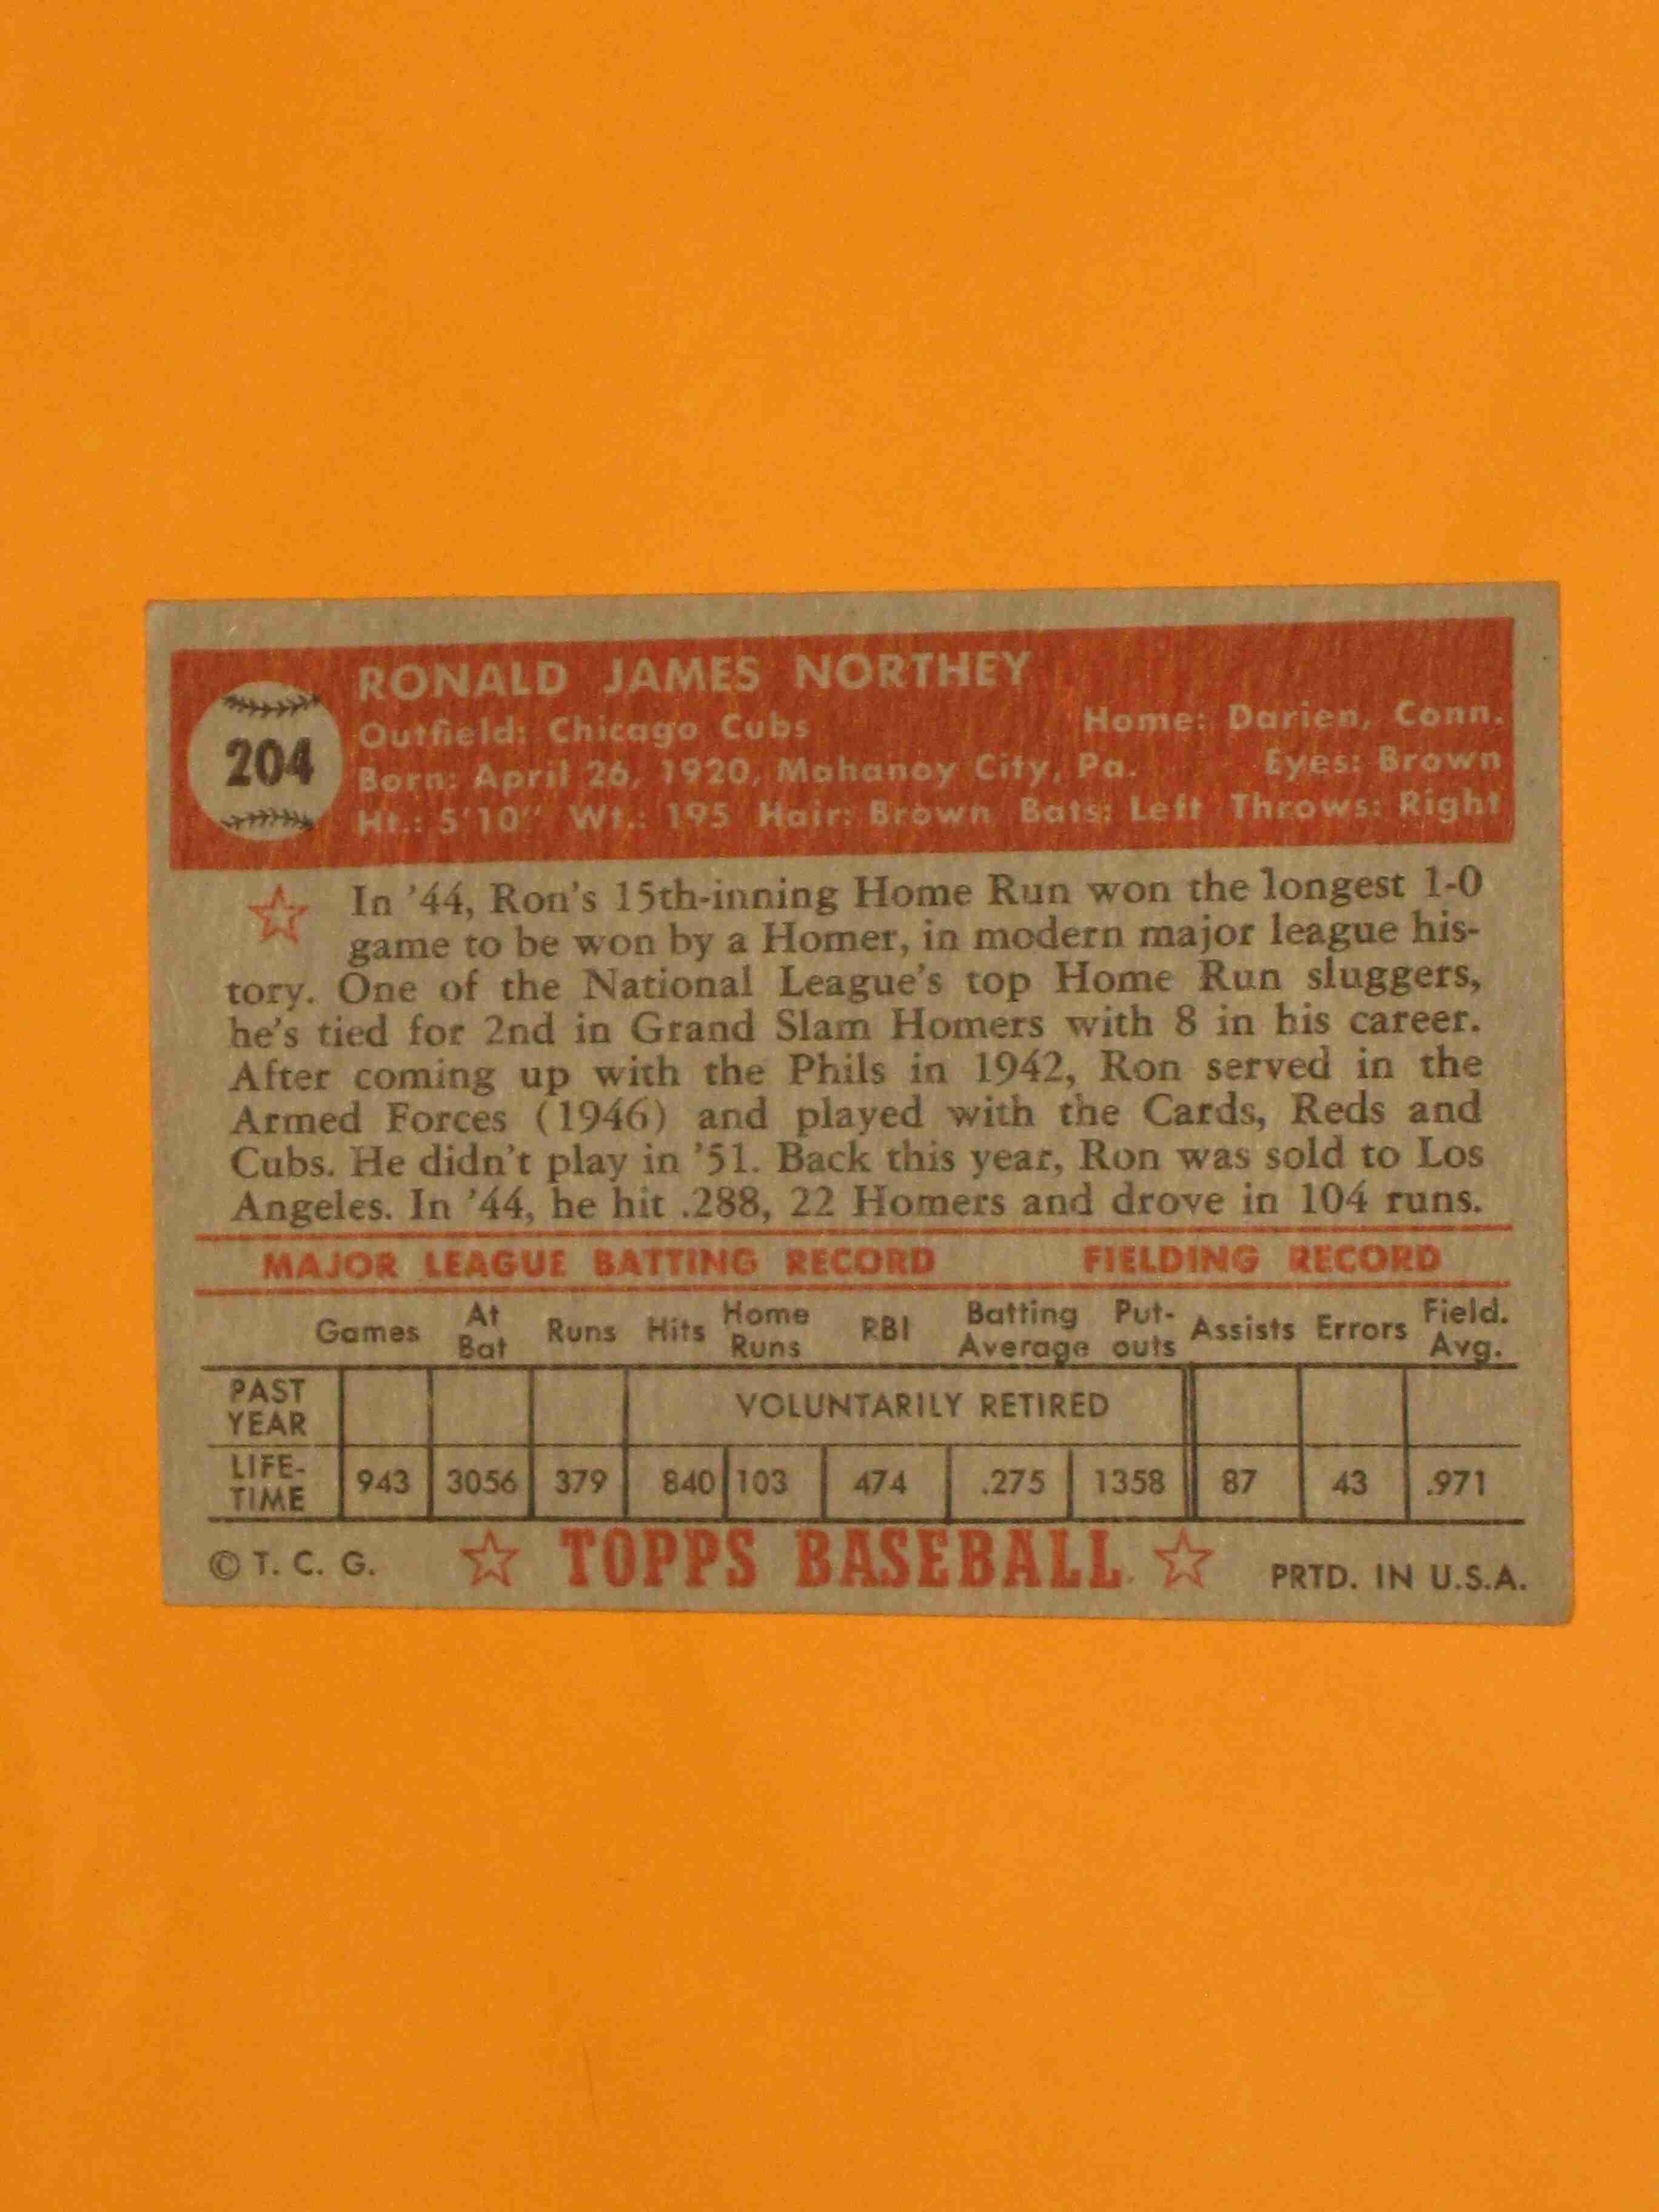 204
RONALD JAMES NORTHEY
Outfield: Chicago Cubs Home: Darien, Conn.
Born: April 26, 1920, Mahanoy City, Pa. Eyes: Brown
Ht.: 5'10" Wt.: 195 Hair: Brown Bats: Left Throws: Right
☆ In '44, Ron's 15th-inning Home Run won the longest 1-0
game to be won by a Homer, in modern major league his-
tory. One of the National League's top Home Run sluggers,
he's tied for 2nd in Grand Slam Homers with 8 in his career.
After coming up with the Phils in 1942, Ron served in the
Armed Forces (1946) and played with the Cards, Reds and
Cubs. He didn't play in '51. Back this year, Ron was sold to Los
Angeles. In '44, he hit .288, 22 Homers and drove in 104 runs.
MAJOR LEAGUE BATTING RECORD FIELDING RECORD
Games At Bat Runs Hits Home Runs RBI Batting Average Put-outs Assists Errors Field. Avg.
PAST YEAR VOLUNTARILY RETIRED
LIFE-TIME 943 3056 379 840 103 474 .275 1358 87 43 .971
© T. C. G. ☆ TOPPS BASEBALL ☆ PRTD. IN U.S.A.